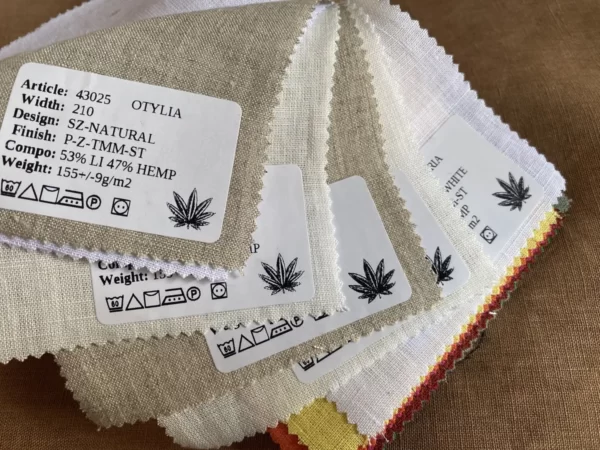 Article: 43025 OTYLIA
Width: 210
Design: SZ-NATURAL
Finish: P-Z-TMM-ST
Compo: 53% LI 47% HEMP
Weight: 155+/-9g/m2
60
P
Weight:
P
WHITE
m2